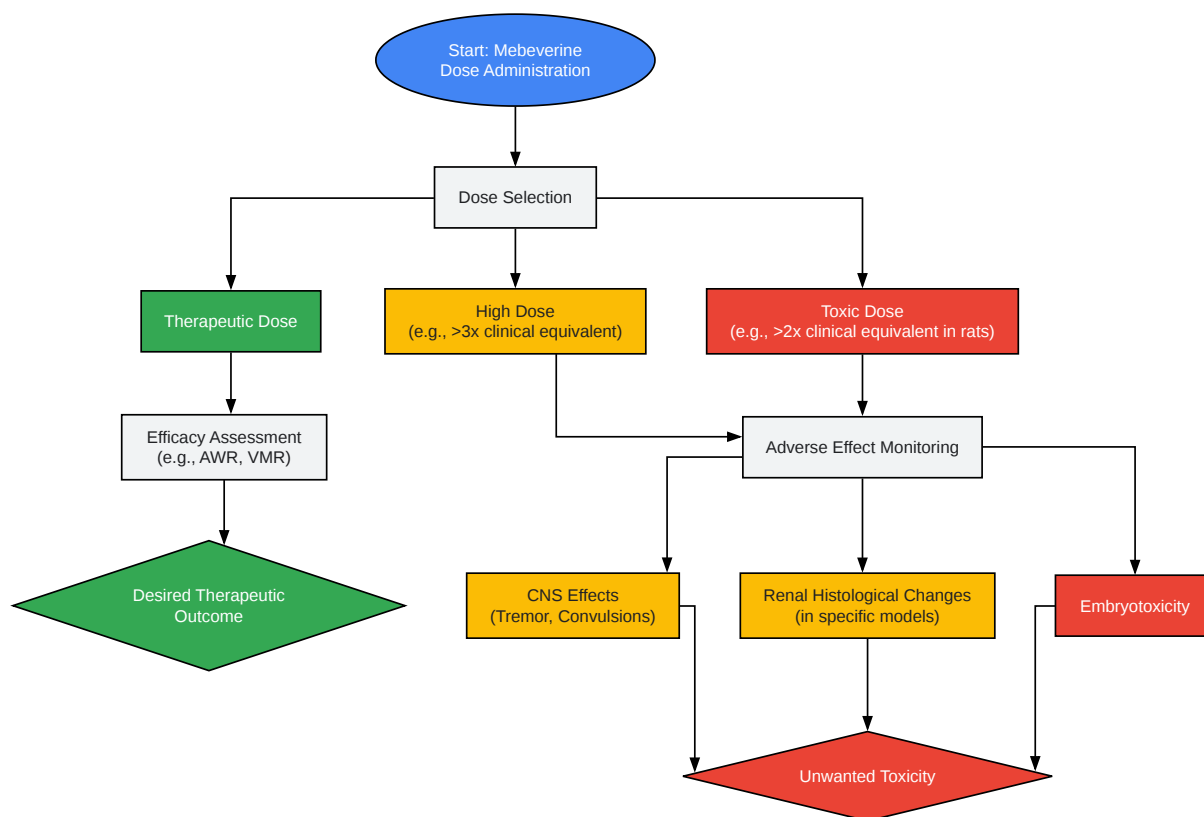 Start: Mebeverine
Dose Administration
Dose Selection
Therapeutic Dose
High Dose
(e.g., >3x clinical equivalent)
Toxic Dose
(e.g., >2x clinical equivalent in rats)
Efficacy Assessment
(e.g., AWR, VMR)
Adverse Effect Monitoring
Desired Therapeutic
Outcome
CNS Effects
(Tremor, Convulsions)
Renal Histological Changes
(in specific models)
Embryotoxicity
Unwanted Toxicity